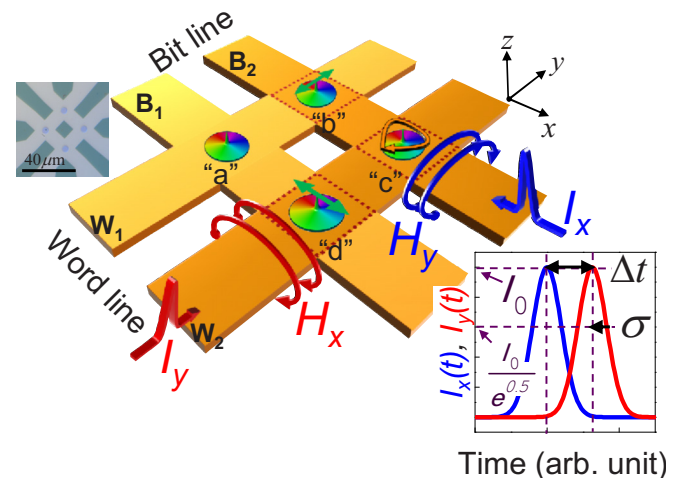 Bit line
B2
B1
z
y
x
40μm
"b"
"a"
"c"
"d"
W1
Word line
W2
Iy
Hx
Hy
Ix
Ix(t), Iy(t)
I0
Δt
I0
e^0.5
σ
Time (arb. unit)